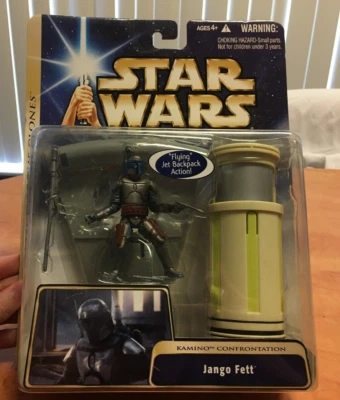 AGES 4+
WARNING:
CHOKING HAZARD-Small parts.
Not for children under 3 years.
STAR
WARS
"Flying"
Jet Backpack
Action!
KAMINO™ CONFRONTATION
Jango Fett